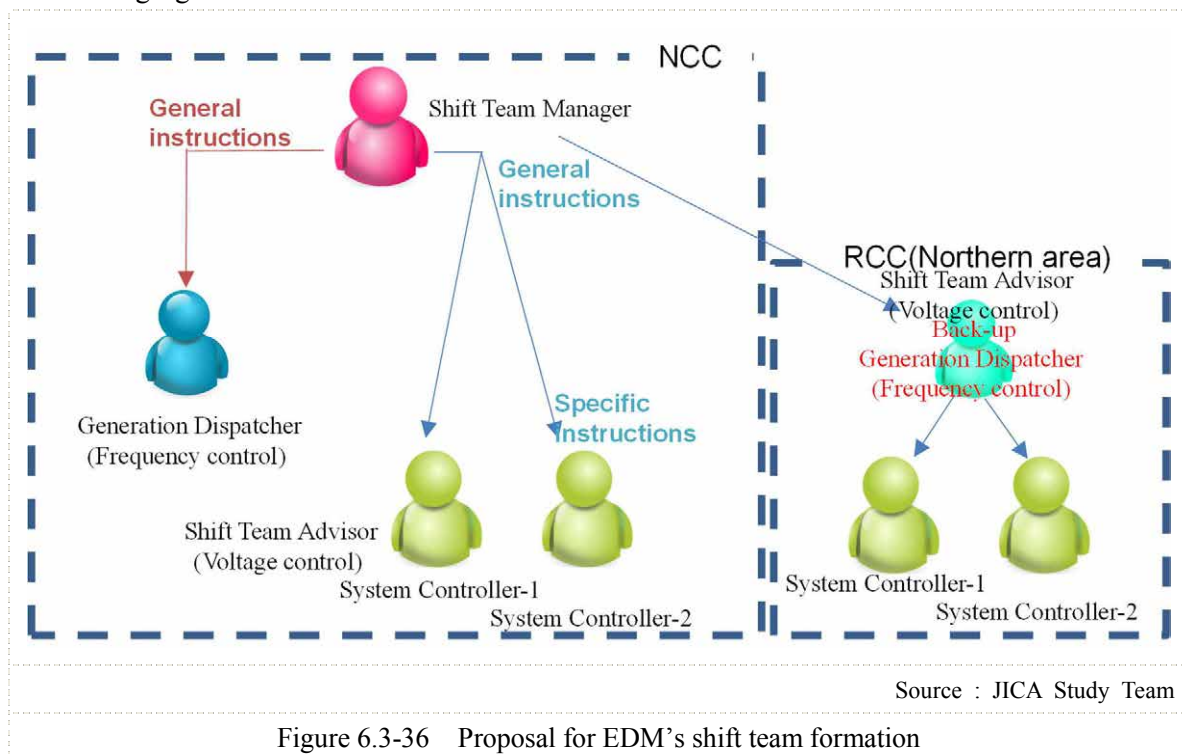 NCC
General
instructions
Shift Team Manager
General
instructions
RCC(Northern area)
Shift Team Advisor
(Voltage control)
Back-up
Generation Dispatcher
(Frequency control)
Generation Dispatcher
(Frequency control)
Specific
Instructions
Shift Team Advisor
(Voltage control)
System Controller-1
System Controller-2
System Controller-1
System Controller-2
Source : JICA Study Team
Figure 6.3-36 Proposal for EDM’s shift team formation